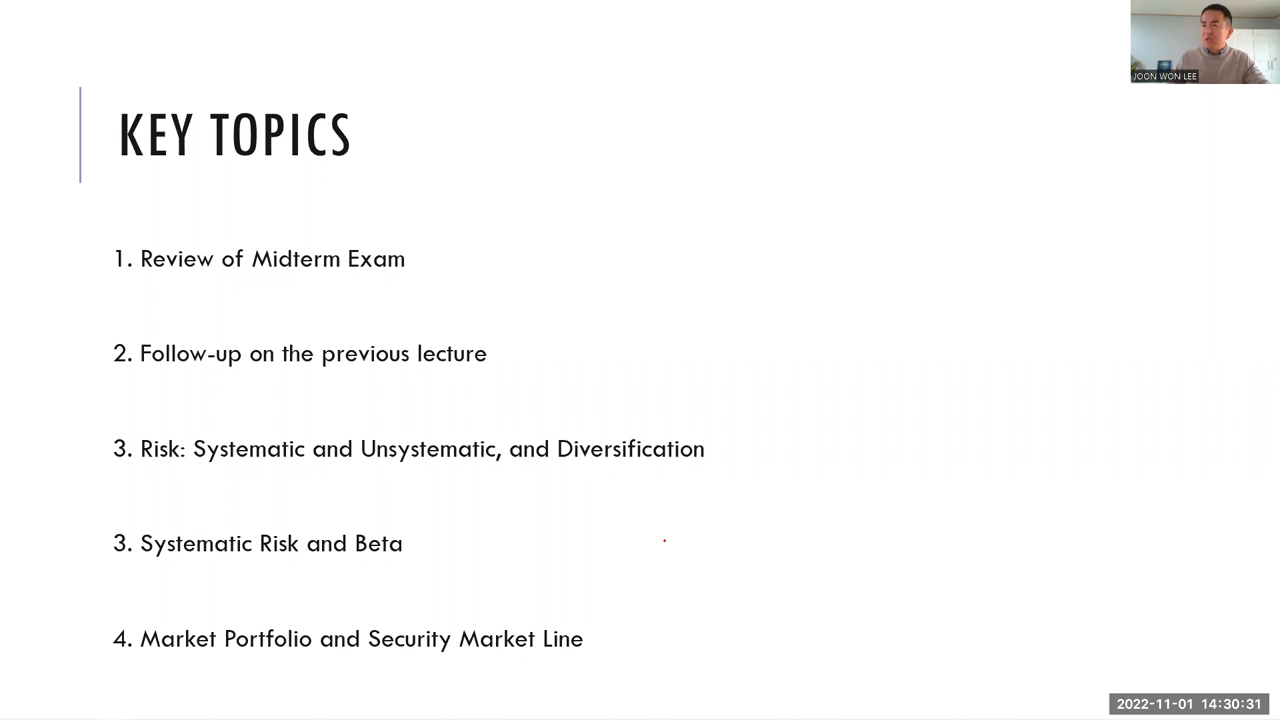 JOON WON LEE
KEY TOPICS
1. Review of Midterm Exam
2. Follow-up on the previous lecture
3. Risk: Systematic and Unsystematic, and Diversification
3. Systematic Risk and Beta
4. Market Portfolio and Security Market Line
2022-11-01 14:30:31